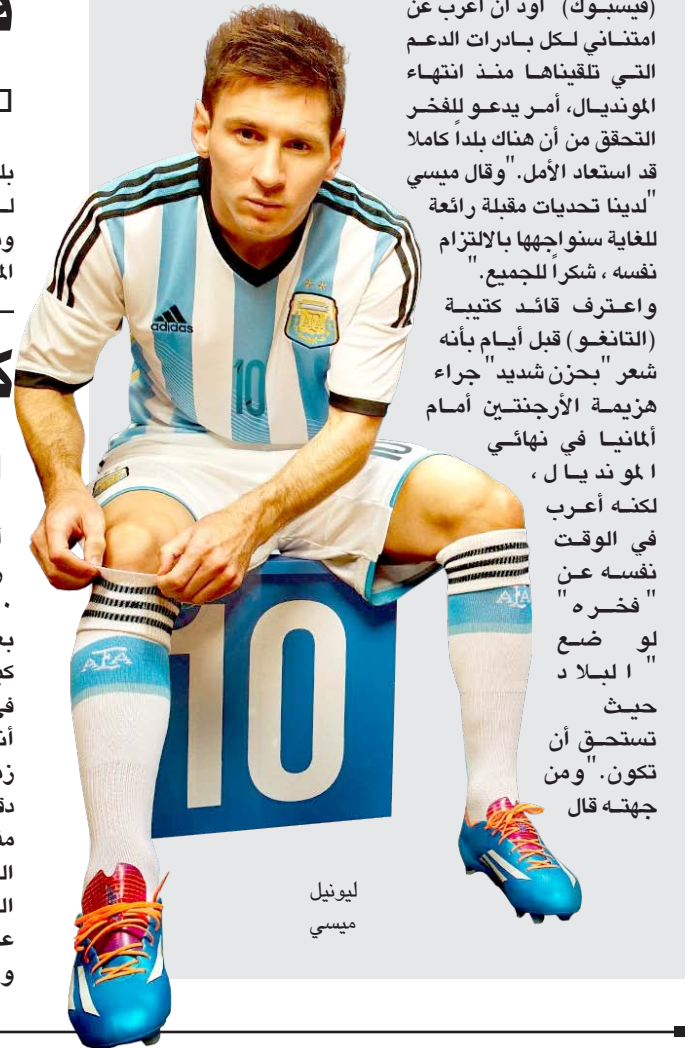 (فيسبوك) "أود أن أعرب عن
امتناني لكل بادرات الدعم
التي تلقيناها منذ انتهاء
المونديال، أمر يدعو للفخر
التحقق من أن هناك بلداً كاملا
قد استعاد الأمل."وقال ميسي
"لدينا تحديات مقبلة رائعة
للغاية سنواجهها بالالتزام
نفسه ، شكراً للجميع."
واعترف قائد كتيبة
(التانغو) قبل أيام بأنه
شعر "بحزن شديد" جراء
هزيمة الأرجنتين أمام
ألمانيا في نهائي
المونديال ،
لكنه أعرب
في الوقت
نفسه عن
"فخره"
لوضع
"البلاد
حيث
تستحق أن
تكون."ومن
جهته قال
adidas
AFA
10
10
AFA
AFA
10
ليونيل
ميسي